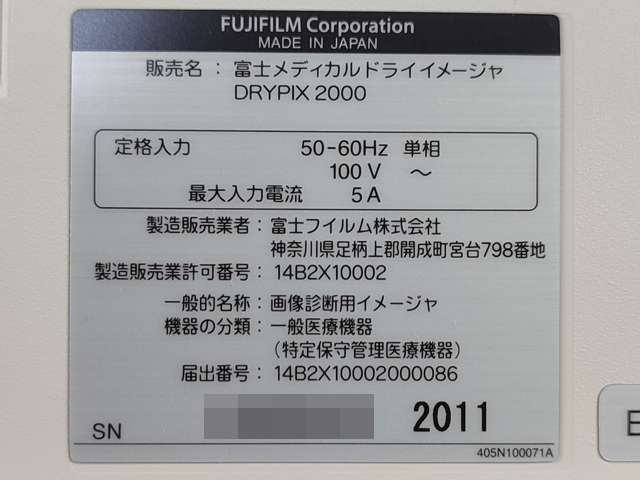 FUJIFILM Corporation
MADE IN JAPAN
販売名 : 富士メディカルドライイメージャ
DRYPIX 2000
定格入力 50-60Hz 単相
100 V ～
最大入力電流 5 A
製造販売業者 : 富士フイルム株式会社
神奈川県足柄上郡開成町宮台798番地
製造販売業許可番号 : 14B2X10002
一般的名称 : 画像診断用イメージャ
機器の分類 : 一般医療機器
(特定保守管理医療機器)
届出番号 : 14B2X10002000086
SN 2011
405N100071A